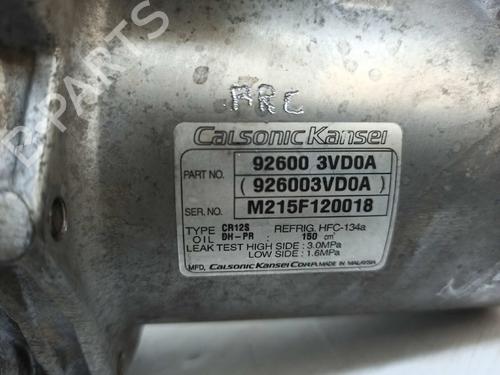 B-PARTS
ARC
CalsonicKansei
PART NO. 92600 3VD0A
( 926003VD0A )
SER.NO. M215F120018
TYPE CR12S REFRIG. HFC-134a
OIL DH-PR : 150 cm³
LEAK TEST HIGH SIDE : 3.0MPa
LOW SIDE : 1.6MPa
MFD. CalsonicKansei CORP. MADE IN MALAYSIA